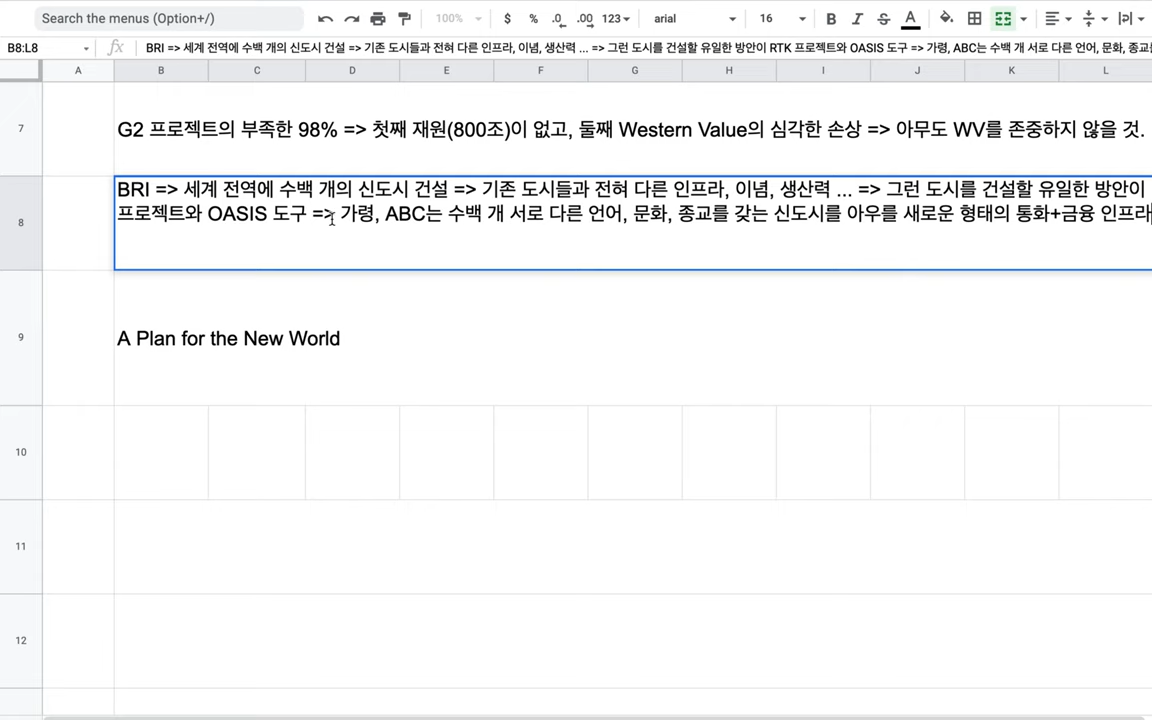 Search the menus (Option+/)
100%
$ % .0 .00 123
arial
16
B I S A
B8:L8
fx
BRI => 세계 전역에 수백 개의 신도시 건설 => 기존 도시들과 전혀 다른 인프라, 이념, 생산력 ... => 그런 도시를 건설할 유일한 방안이 RTK 프로젝트와 OASIS 도구 => 가령, ABC는 수백 개 서로 다른 언어, 문화, 종교를
A B C D E F G H I J K L
7
G2 프로젝트의 부족한 98% => 첫째 재원(800조)이 없고, 둘째 Western Value의 심각한 손상 => 아무도 WV를 존중하지 않을 것.
8
BRI => 세계 전역에 수백 개의 신도시 건설 => 기존 도시들과 전혀 다른 인프라, 이념, 생산력 ... => 그런 도시를 건설할 유일한 방안이
프로젝트와 OASIS 도구 => 가령, ABC는 수백 개 서로 다른 언어, 문화, 종교를 갖는 신도시를 아우를 새로운 형태의 통화+금융 인프라
9
A Plan for the New World
10
11
12